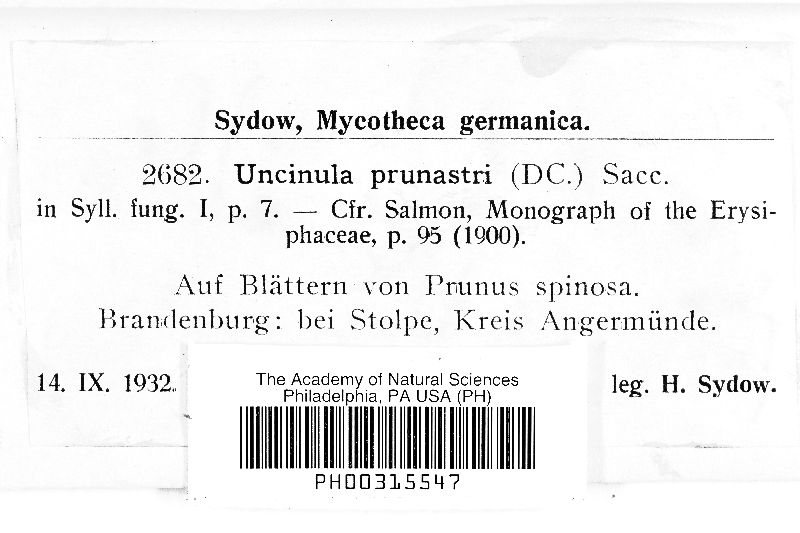 Sydow, Mycotheca germanica.
2682. Uncinula prunastri (DC.) Sacc.
in Syll. fung. I, p. 7. — Cfr. Salmon, Monograph of the Erysi-
phaceae, p. 95 (1900).
Auf Blättern von Prunus spinosa.
Brandenburg: bei Stolpe, Kreis Angermünde.
14. IX. 1932.
leg. H. Sydow.
The Academy of Natural Sciences
Philadelphia, PA USA (PH)
PH00315547